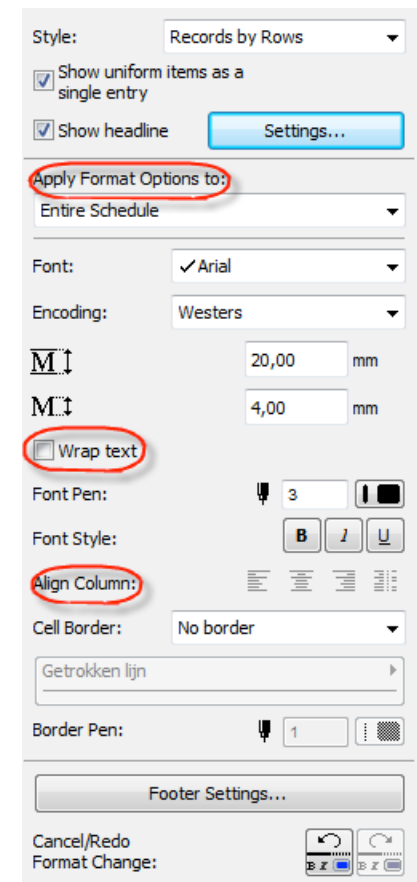 Style: Records by Rows
Show uniform items as a
single entry
Show headline Settings...
Apply Format Options to:
Entire Schedule
Font: Arial
Encoding: Westers
M 20,00 mm
M 4,00 mm
Wrap text
Font Pen: 3
Font Style: B I U
Align Column:
Cell Border: No border
Getrokken lijn
Border Pen: 1
Footer Settings...
Cancel/Redo
Format Change: B I B I